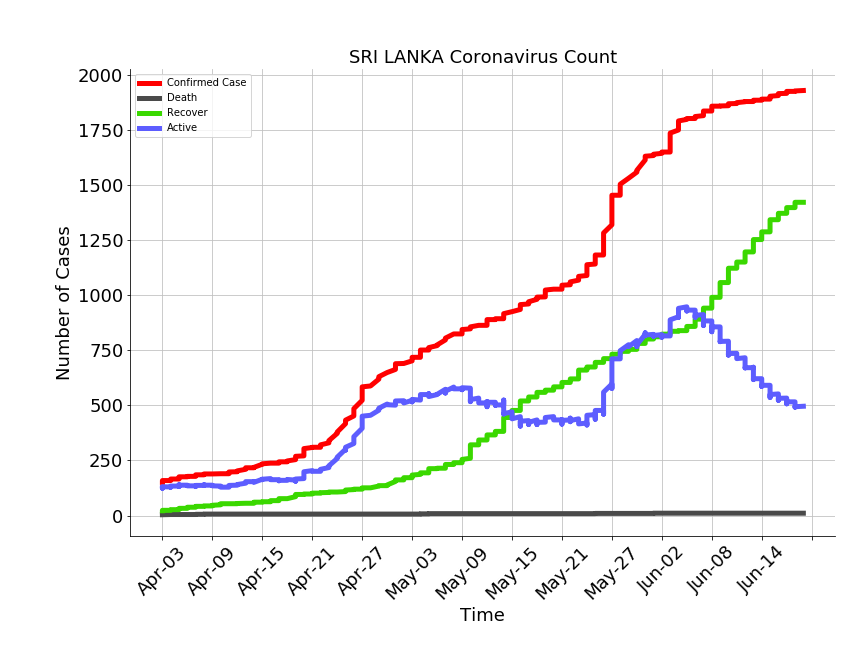 SRI LANKA Coronavirus Count
Confirmed Case
Death
Recover
Active
Number of Cases
2000
1750
1500
1250
1000
750
500
250
0
Apr-03
Apr-09
Apr-15
Apr-21
Apr-27
May-03
May-09
May-15
May-21
May-27
Jun-02
Jun-08
Jun-14
Time